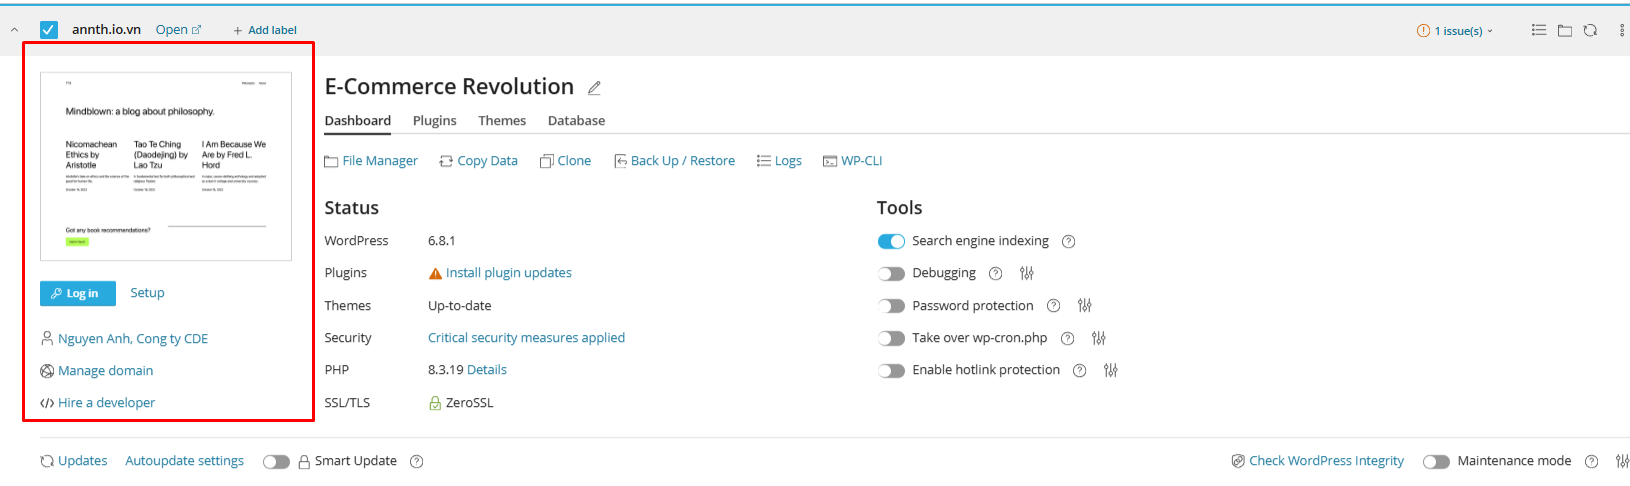 annth.io.vn Open + Add label 1 issue(s)
Mindblown: a blog about philosophy.
Nicomachean Ethics by Aristotle
Tao Te Ching (Daodejing) by Lao Tzu
I Am Because We Are by Fred L. Hord
Got any book recommendations?
Log in Setup
Nguyen Anh, Cong ty CDE
Manage domain
Hire a developer
E-Commerce Revolution
Dashboard Plugins Themes Database
File Manager Copy Data Clone Back Up / Restore Logs WP-CLI
Status
WordPress 6.8.1
Plugins Install plugin updates
Themes Up-to-date
Security Critical security measures applied
PHP 8.3.19 Details
SSL/TLS ZeroSSL
Tools
Search engine indexing
Debugging
Password protection
Take over wp-cron.php
Enable hotlink protection
Updates Autoupdate settings Smart Update Check WordPress Integrity Maintenance mode